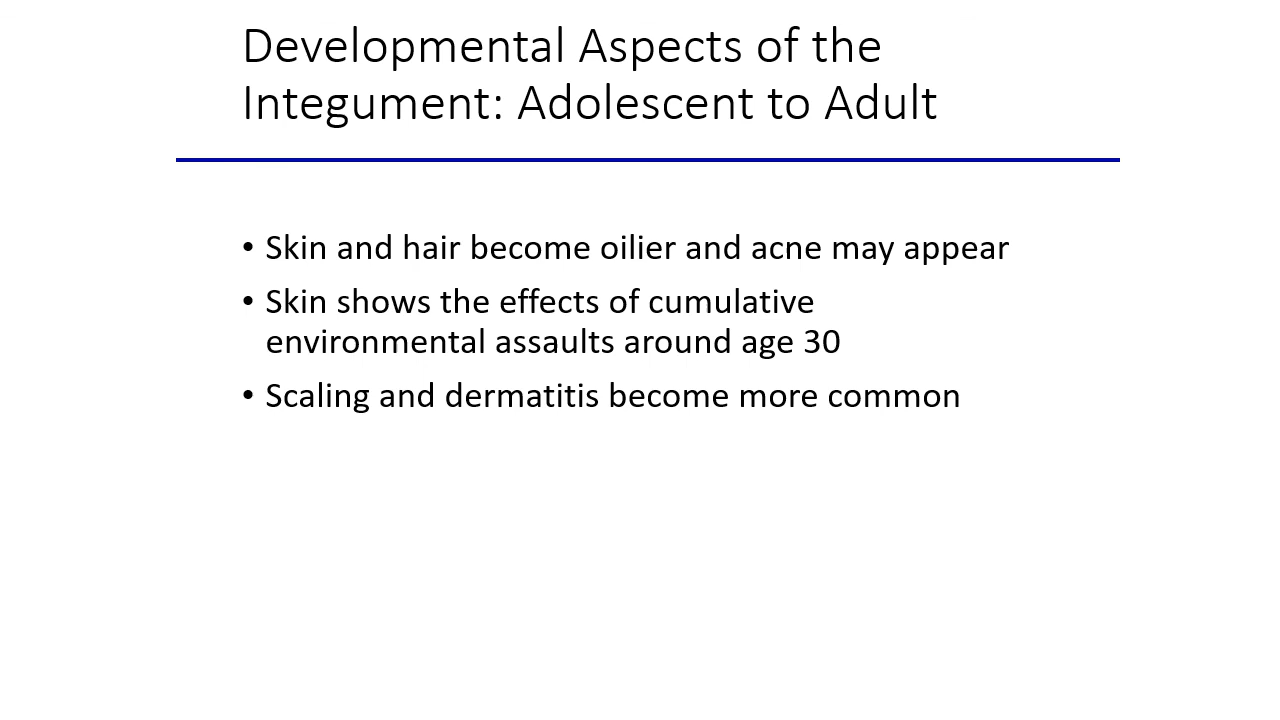 Developmental Aspects of the
Integument: Adolescent to Adult
• Skin and hair become oilier and acne may appear
• Skin shows the effects of cumulative
environmental assaults around age 30
• Scaling and dermatitis become more common